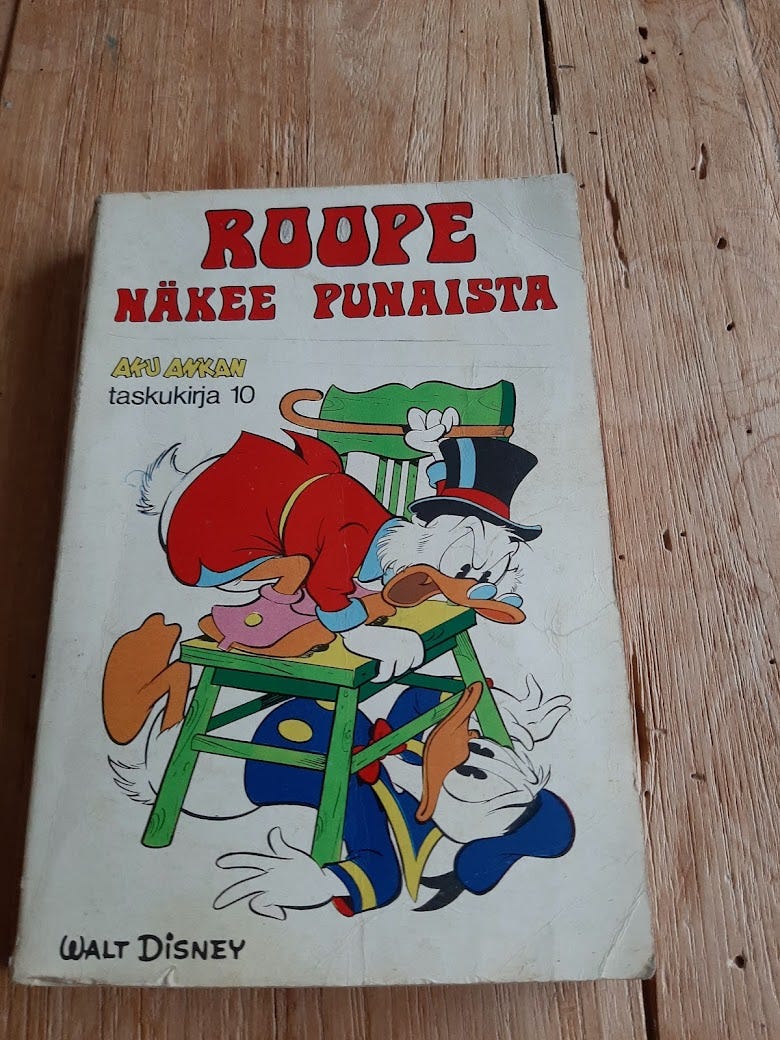 ROOPE
NÄKEE PUNAISTA
AKU ANKAN
taskukirja 10
WALT DISNEY